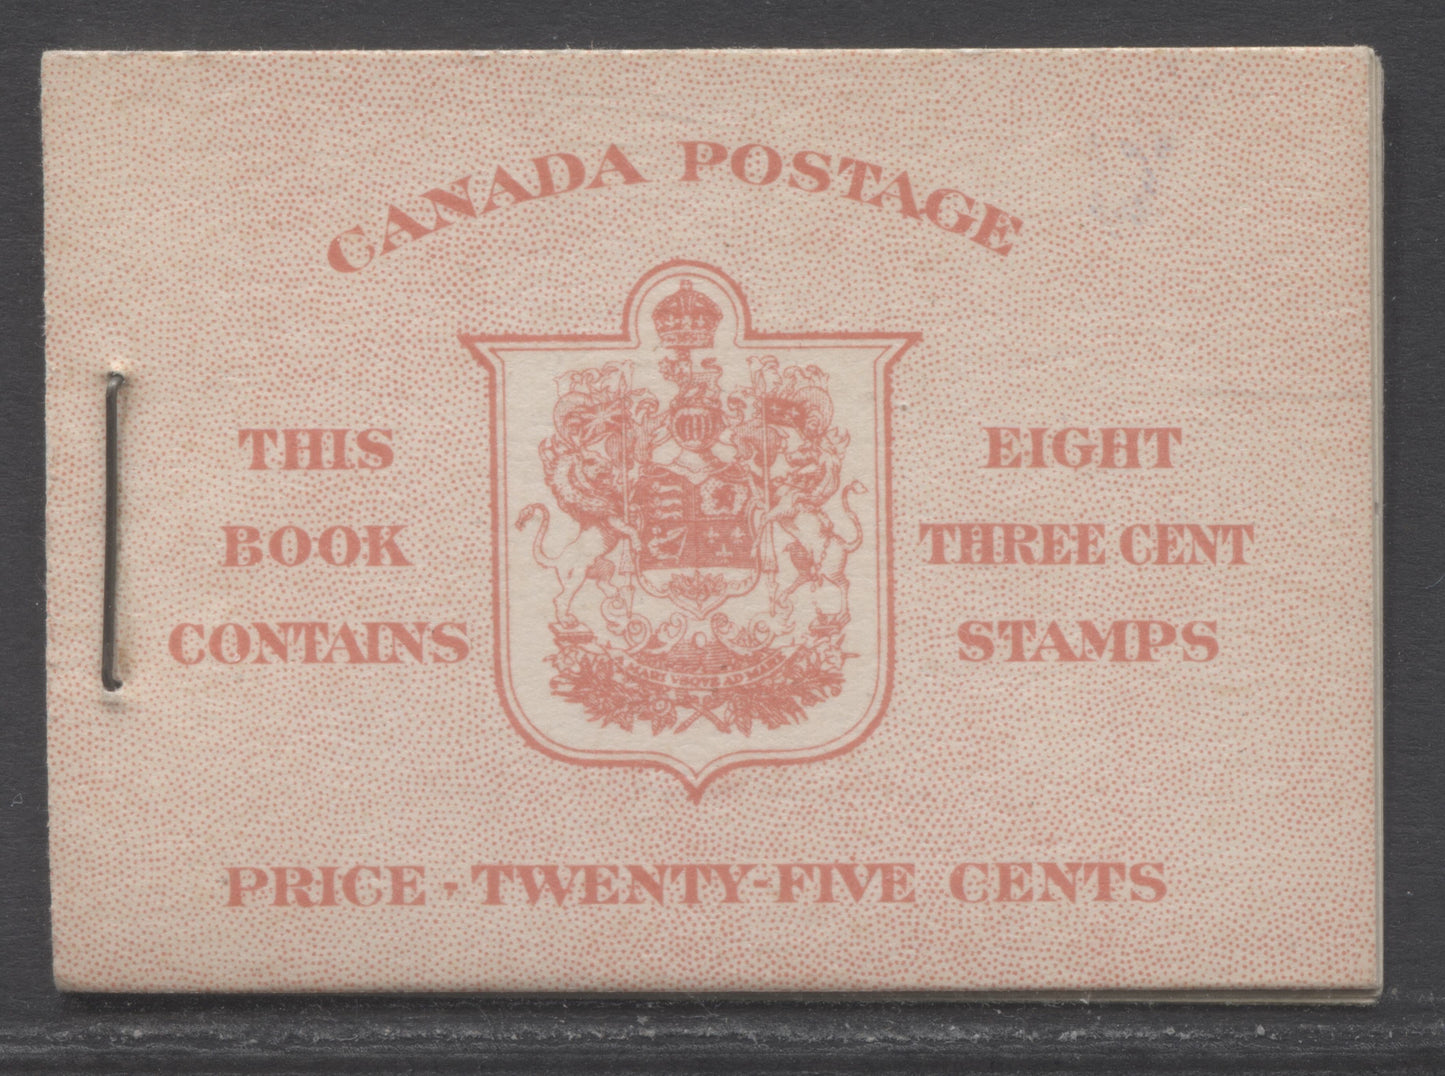 CANADA POSTAGE
THIS
BOOK
CONTAINS
EIGHT
THREE CENT
STAMPS
PRICE - TWENTY-FIVE CENTS